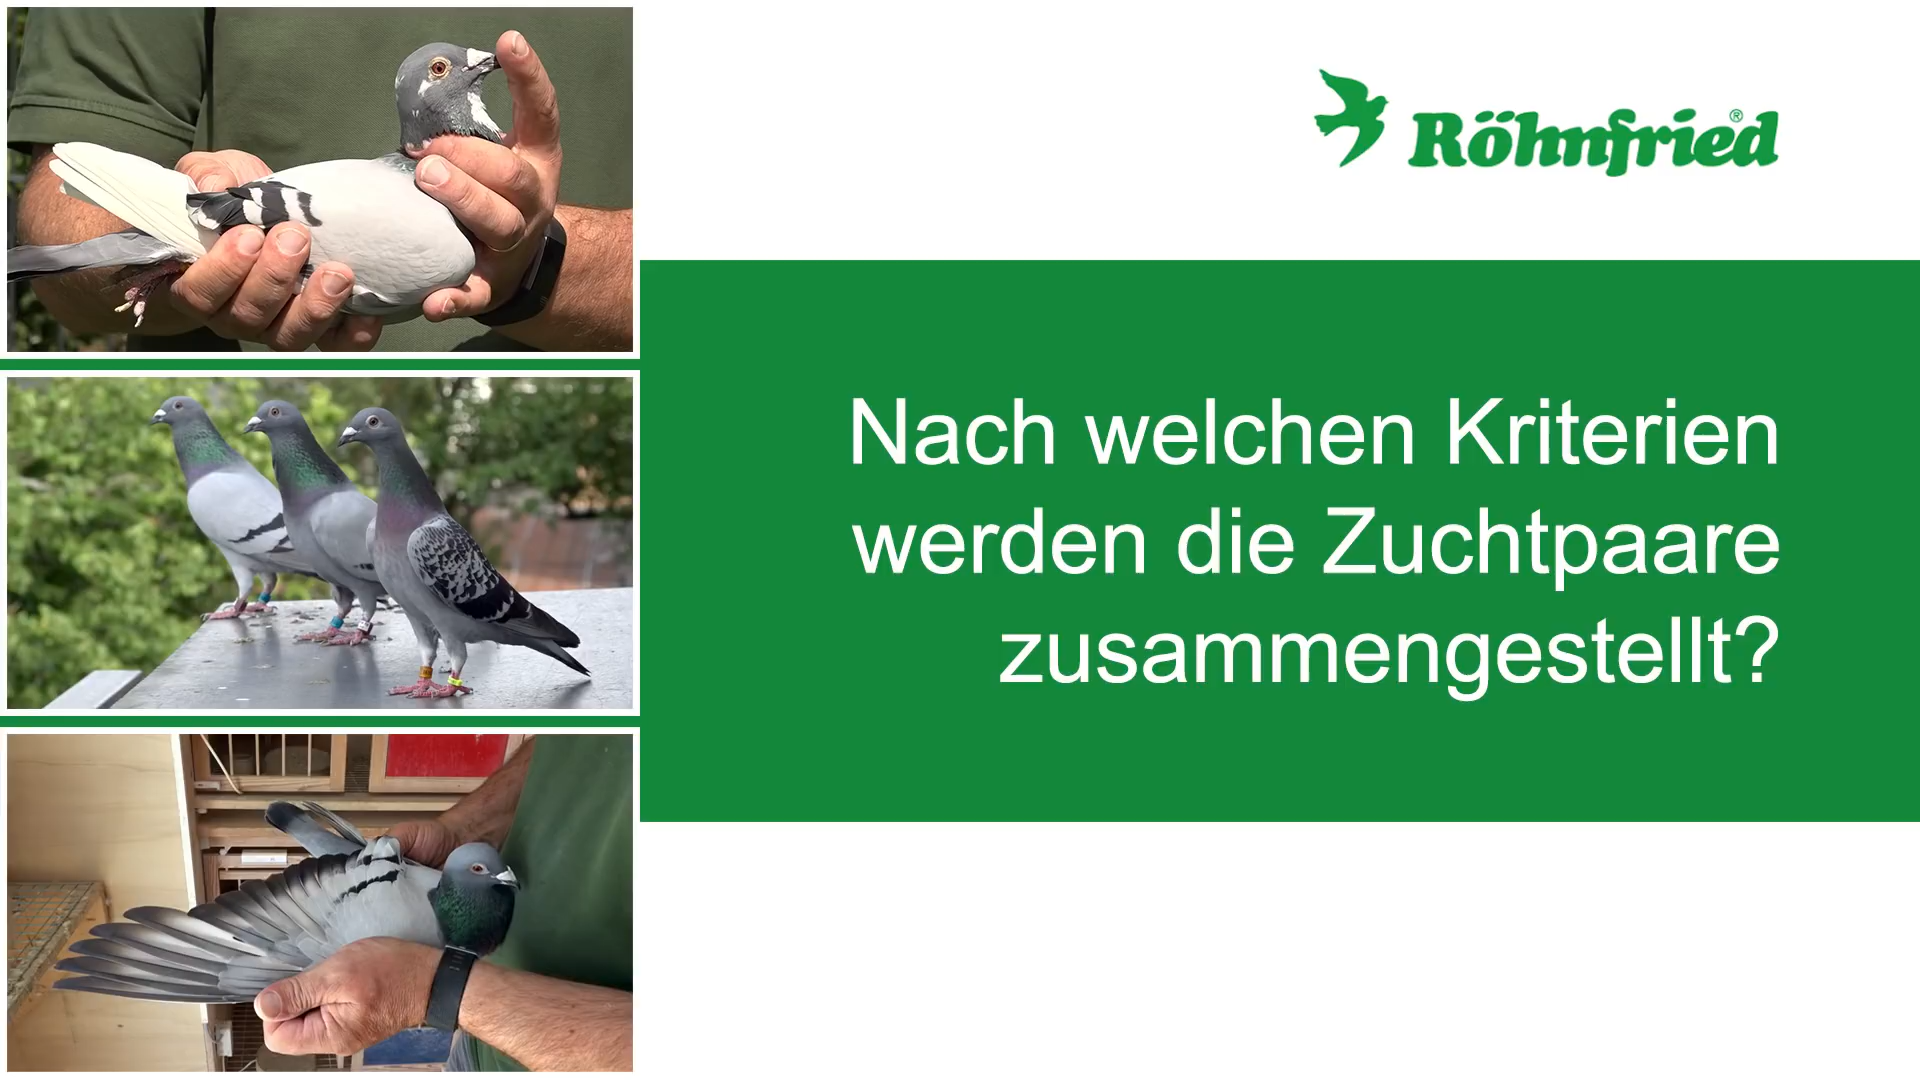 Röhnfried®
Nach welchen Kriterien
werden die Zuchtpaare
zusammengestellt?